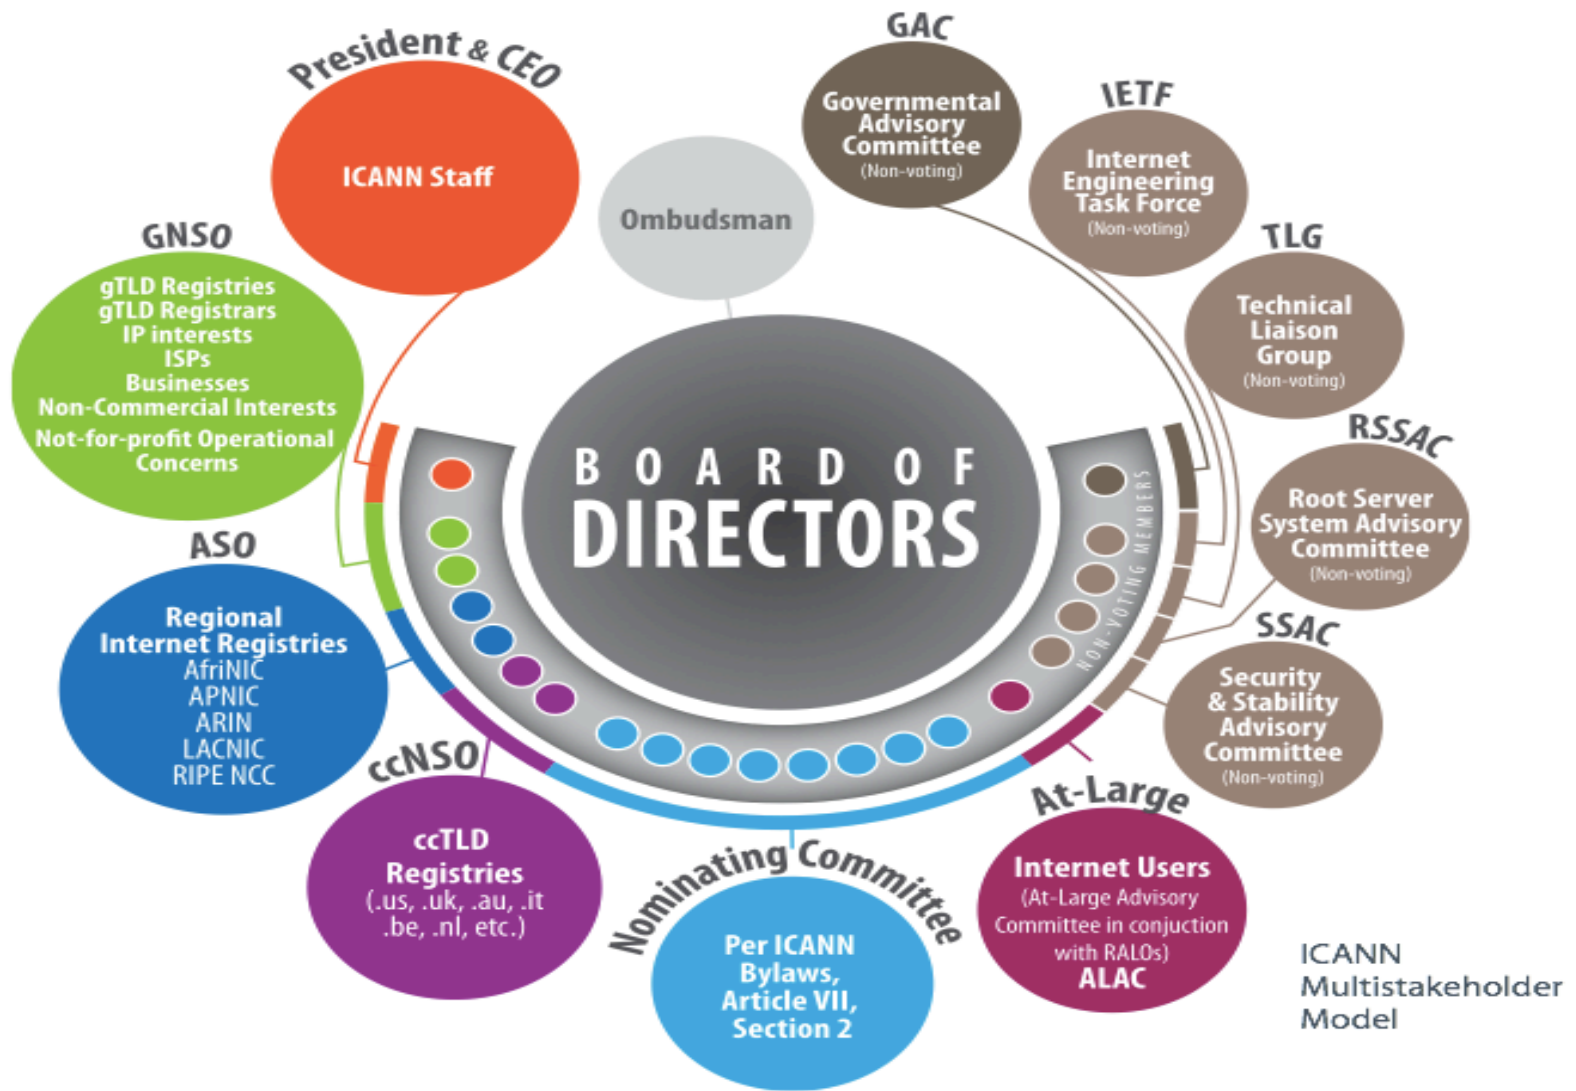 President & CEO
ICANN Staff
GNSO
gTLD Registries
gTLD Registrars
IP interests
ISPs
Businesses
Non-Commercial Interests
Not-for-profit Operational
Concerns
ASO
Regional
Internet Registries
AfriNIC
APNIC
ARIN
LACNIC
RIPE NCC
ccNSO
ccTLD
Registries
(.us, .uk, .au, .it
.be, .nl, etc.)
Nominating Committee
Per ICANN
Bylaws,
Article VII,
Section 2
At-Large
Internet Users
(At-Large Advisory
Committee in conjuction
with RALOs)
ALAC
Ombudsman
BOARD OF
DIRECTORS
NON-VOTING MEMBERS
GAC
Governmental
Advisory
Committee
(Non-voting)
IETF
Internet
Engineering
Task Force
(Non-voting)
TLG
Technical
Liaison
Group
(Non-voting)
RSSAC
Root Server
System Advisory
Committee
(Non-voting)
SSAC
Security
& Stability
Advisory
Committee
(Non-voting)
ICANN
Multistakeholder
Model